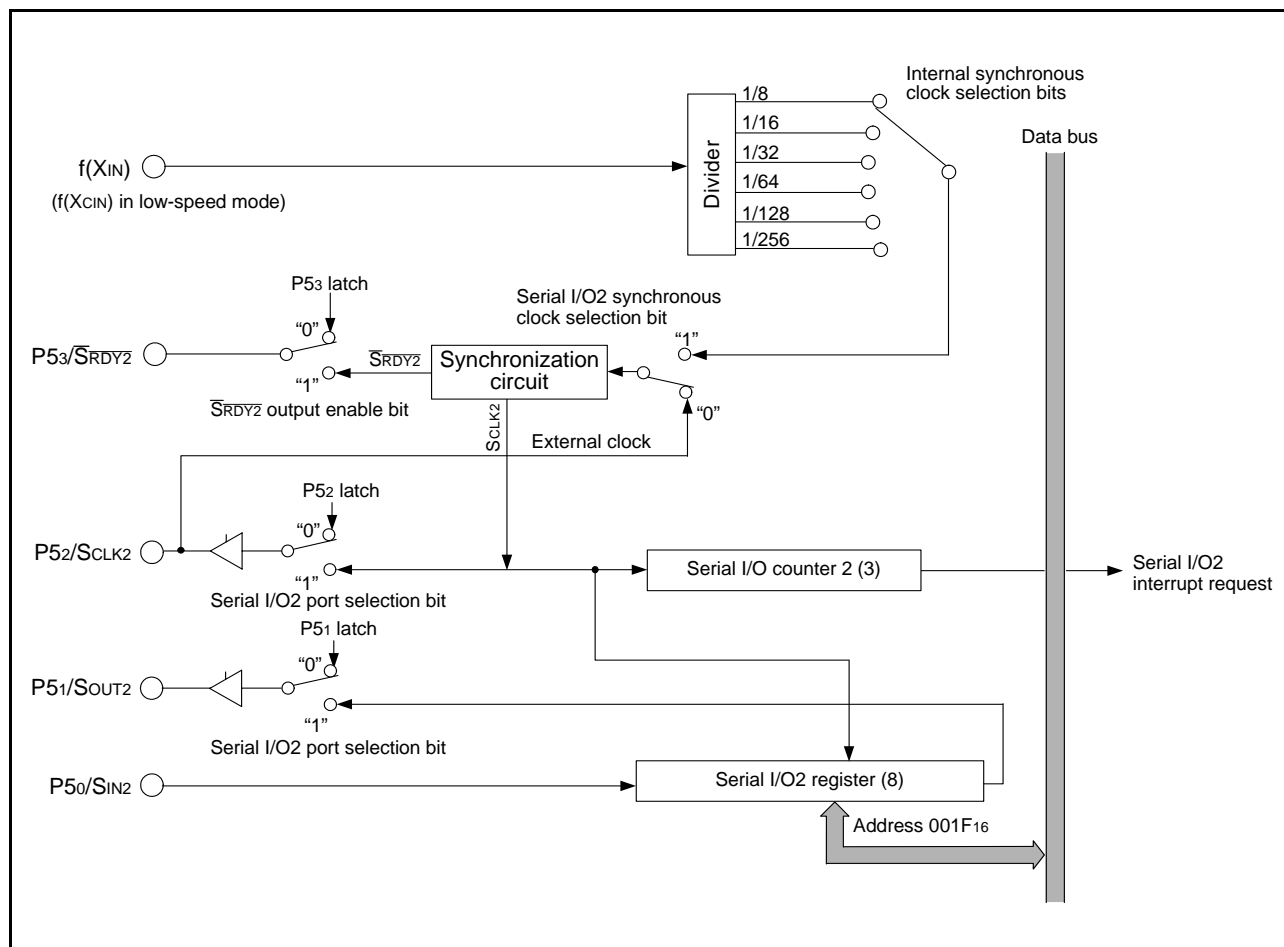 Internal synchronous
clock selection bits
Data bus
1/8
1/16
1/32
1/64
1/128
1/256
Divider
f(XIN)
(f(XCIN) in low-speed mode)
P53 latch
“0”
“1”
P53/S̅R̅D̅Y̅2̅
S̅R̅D̅Y̅2̅
S̅R̅D̅Y̅2̅ output enable bit
Synchronization
circuit
Serial I/O2 synchronous
clock selection bit
“1”
“0”
SCLK2
External clock
P52 latch
“0”
P52/SCLK2
“1”
Serial I/O2 port selection bit
Serial I/O counter 2 (3)
Serial I/O2
interrupt request
P51 latch
“0”
P51/SOUT2
“1”
Serial I/O2 port selection bit
P50/SIN2
Serial I/O2 register (8)
Address 001F16